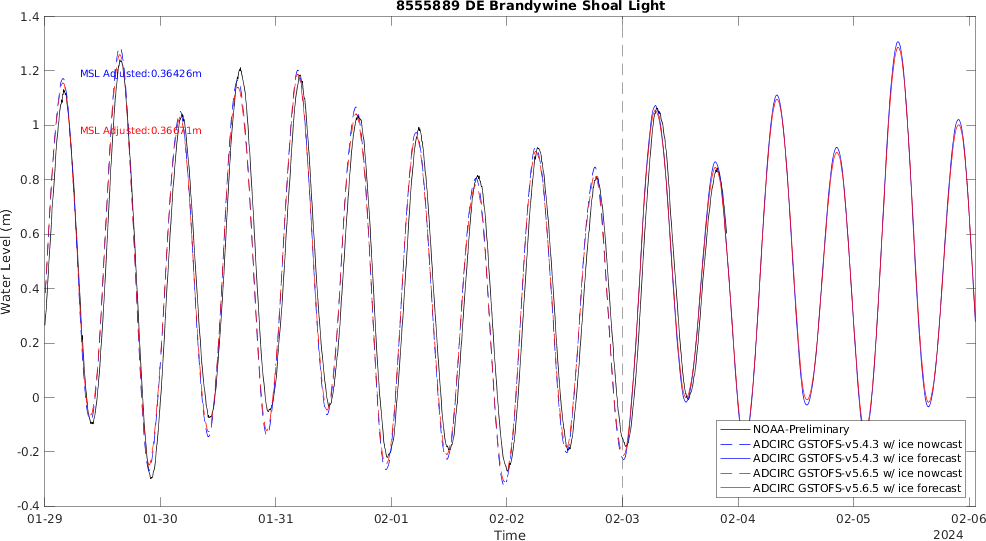 8555889 DE Brandywine Shoal Light
1.4
1.2
1
0.8
0.6
0.4
0.2
0
-0.2
-0.4
Water Level (m)
MSL Adjusted:0.36426m
MSL Adjusted:0.36671m
NOAA-Preliminary
ADCIRC GSTOFS-v5.4.3 w/ ice nowcast
ADCIRC GSTOFS-v5.4.3 w/ ice forecast
ADCIRC GSTOFS-v5.6.5 w/ ice nowcast
ADCIRC GSTOFS-v5.6.5 w/ ice forecast
01-29 01-30 01-31 02-01 02-02 02-03 02-04 02-05 02-06
Time
2024